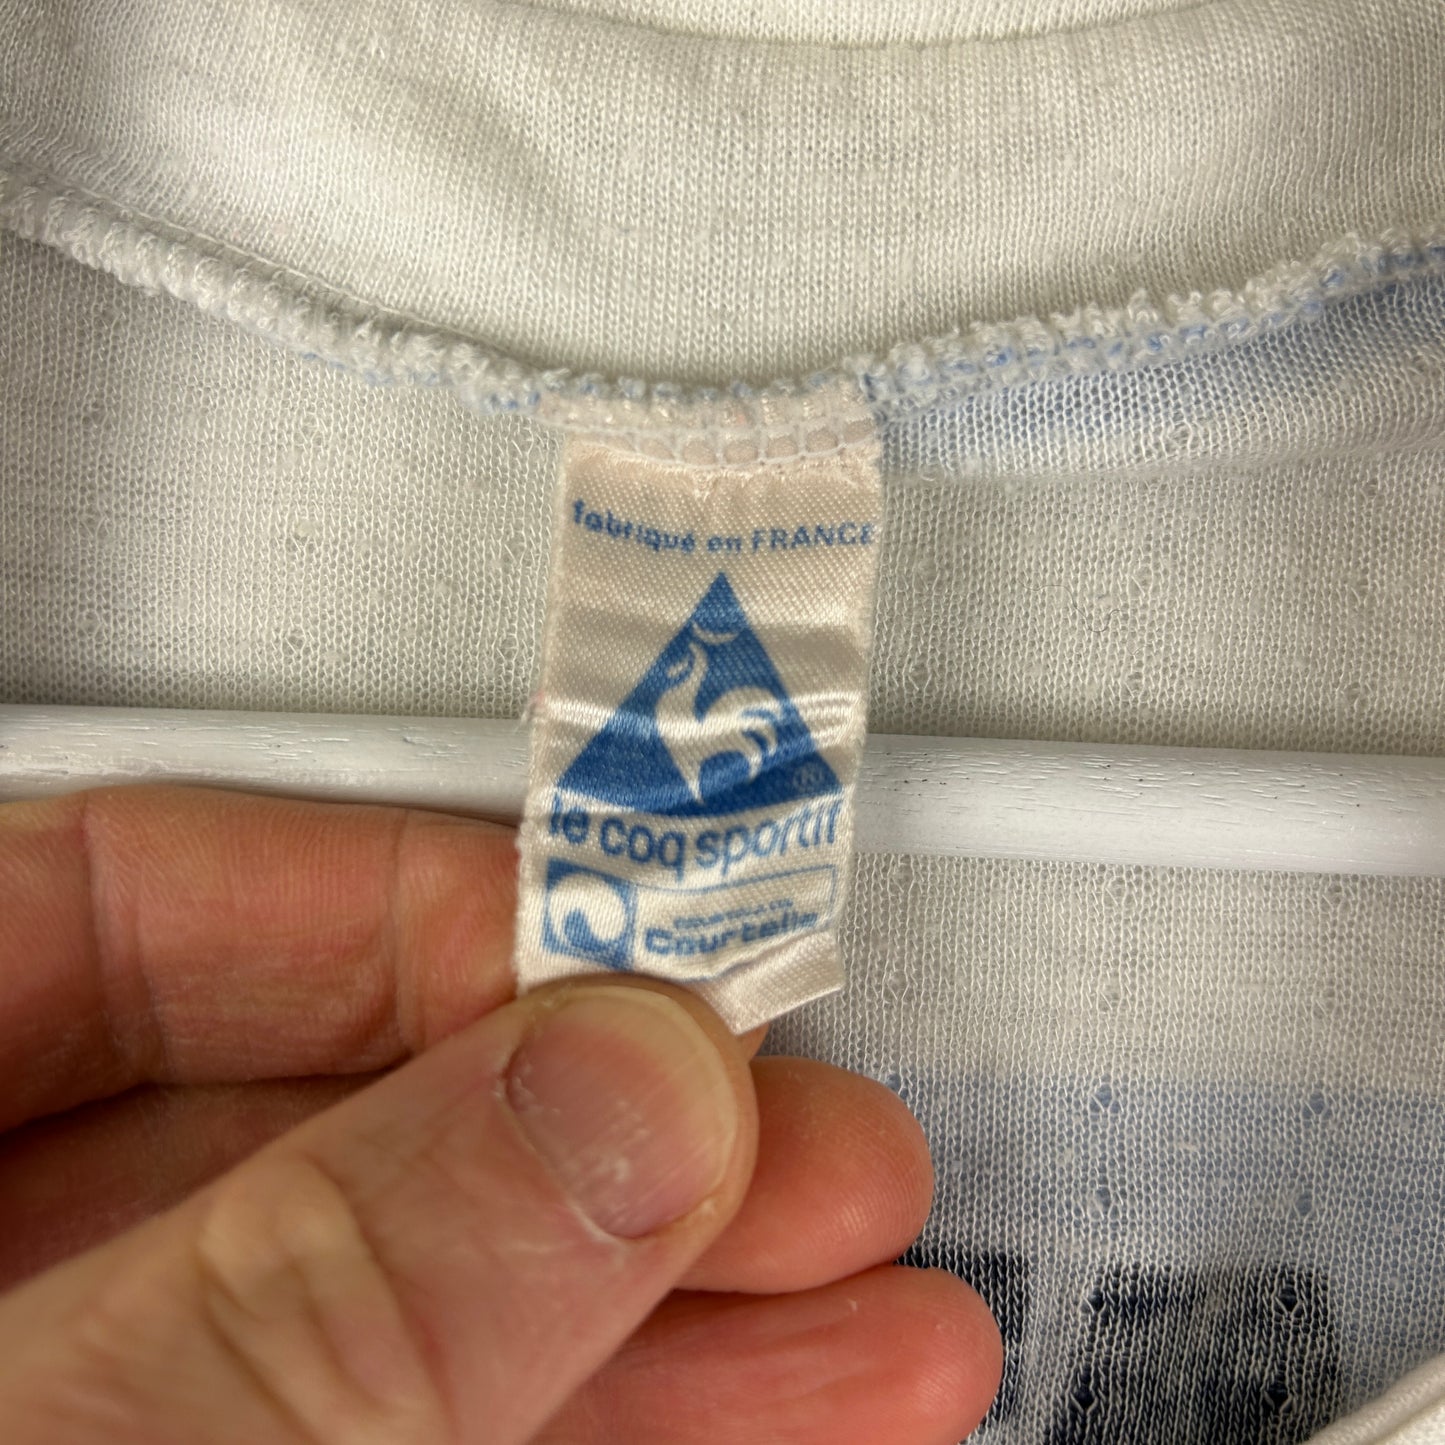 fabriqué en FRANCE
®
le coq sportif
Courtelle